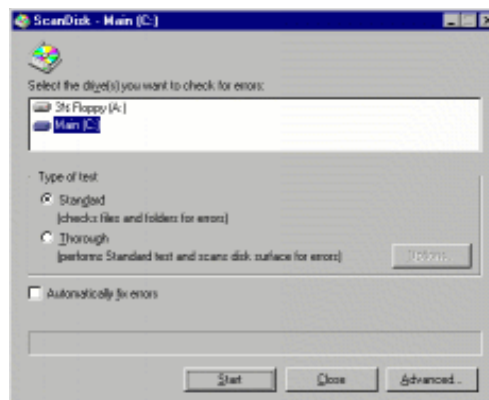 ScanDisk - Main (C:)
Select the drive(s) you want to check for errors:
3½ Floppy (A:)
Main (C:)
Type of test
Standard
(checks files and folders for errors)
Thorough
(performs Standard test and scans disk surface for errors)
Options...
Automatically fix errors
Start
Close
Advanced...